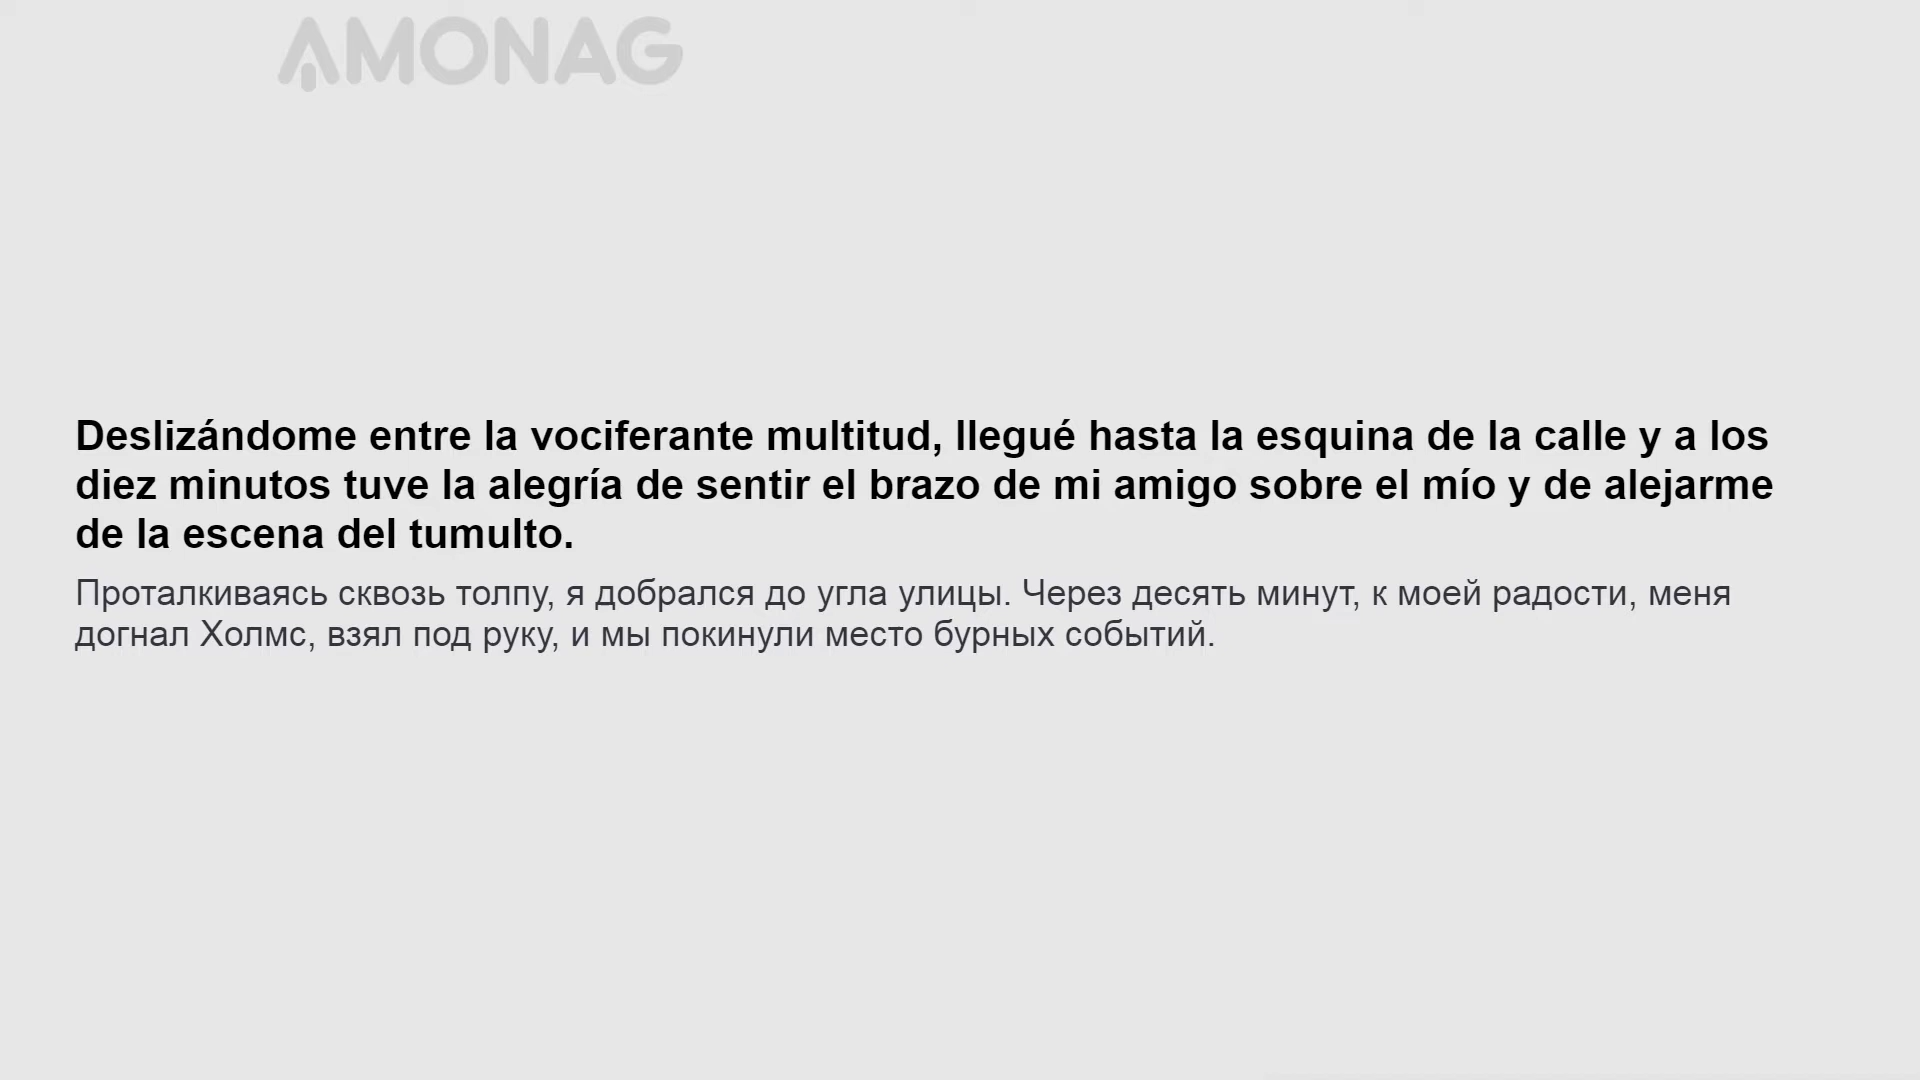 AMONAG
Deslizándome entre la vociferante multitud, llegué hasta la esquina de la calle y a los
diez minutos tuve la alegría de sentir el brazo de mi amigo sobre el mío y de alejarme
de la escena del tumulto.
Проталкиваясь сквозь толпу, я добрался до угла улицы. Через десять минут, к моей радости, меня
догнал Холмс, взял под руку, и мы покинули место бурных событий.